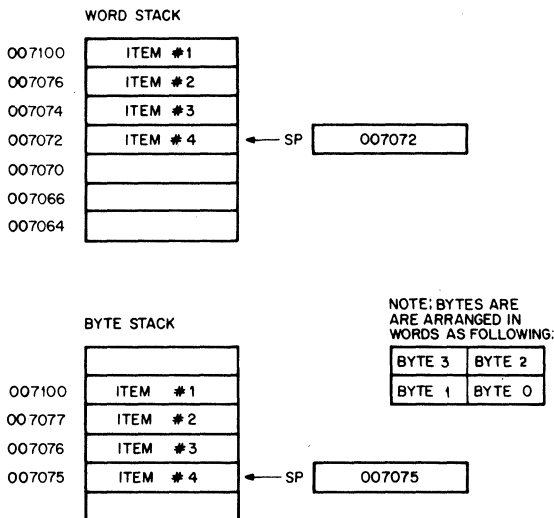 WORD STACK
007100 ITEM #1
007076 ITEM #2
007074 ITEM #3
007072 ITEM #4 SP 007072
007070
007066
007064
BYTE STACK
NOTE; BYTES ARE
ARE ARRANGED IN
WORDS AS FOLLOWING:
BYTE 3 BYTE 2
BYTE 1 BYTE 0
007100 ITEM #1
007077 ITEM #2
007076 ITEM #3
007075 ITEM #4 SP 007075